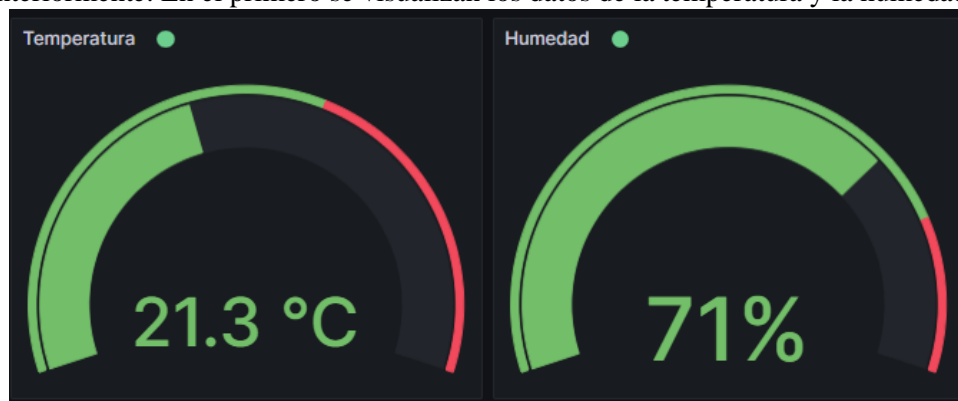 anteriormente. En el primero se visualizan los datos de la temperatura y la humedad
Temperatura
Humedad
21.3 °C
71%